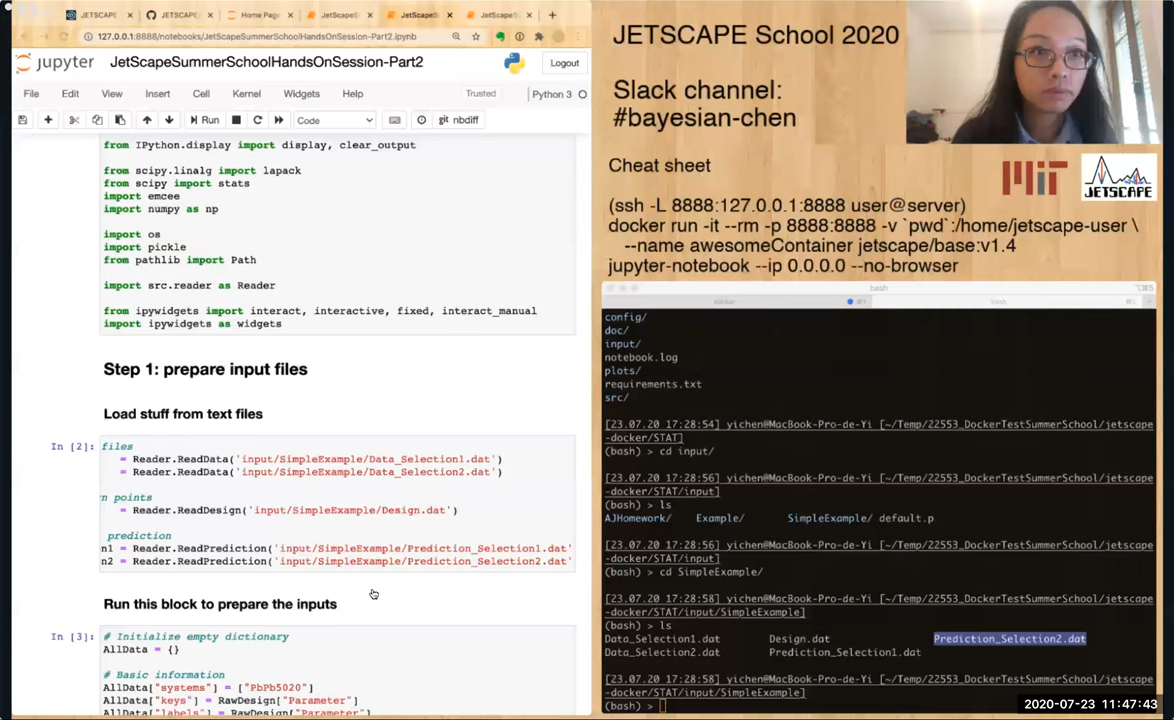 JETSCAPE
JETSCAPE
Home Page
JetScapeS
JetScapeS
JetScapeS
127.0.0.1:8888/notebooks/JetScapeSummerSchoolHandsOnSession-Part2.ipynb
jupyter JetScapeSummerSchoolHandsOnSession-Part2 Logout
File Edit View Insert Cell Kernel Widgets Help Trusted Python 3
Run Code git nbdiff
from IPython.display import display, clear_output
from scipy.linalg import lapack
from scipy import stats
import emcee
import numpy as np
import os
import pickle
from pathlib import Path
import src.reader as Reader
from ipywidgets import interact, interactive, fixed, interact_manual
import ipywidgets as widgets
Step 1: prepare input files
Load stuff from text files
In [2]: files
= Reader.ReadData('input/SimpleExample/Data_Selection1.dat')
= Reader.ReadData('input/SimpleExample/Data_Selection2.dat')
n points
= Reader.ReadDesign('input/SimpleExample/Design.dat')
prediction
n1 = Reader.ReadPrediction('input/SimpleExample/Prediction_Selection1.dat'
n2 = Reader.ReadPrediction('input/SimpleExample/Prediction_Selection2.dat'
Run this block to prepare the inputs
In [3]: # Initialize empty dictionary
AllData = {}
# Basic information
AllData["systems"] = ["PbPb5020"]
AllData["keys"] = RawDesign["Parameter"]
AllData["labels"] = RawDesign["Parameter"]
JETSCAPE School 2020
Slack channel:
#bayesian-chen
Cheat sheet
MIT
JETSCAPE
(ssh -L 8888:127.0.0.1:8888 user@server)
docker run -it --rm -p 8888:8888 -v `pwd`:/home/jetscape-user \
--name awesomeContainer jetscape/base:v1.4
jupyter-notebook --ip 0.0.0.0 --no-browser
bash
config/
doc/
input/
notebook.log
plots/
requirements.txt
src/
[23.07.20 17:28:54] yichen@MacBook-Pro-de-Yi [~/Temp/22553_DockerTestSummerSchool/jetscape
-docker/STAT]
(bash) > cd input/
[23.07.20 17:28:56] yichen@MacBook-Pro-de-Yi [~/Temp/22553_DockerTestSummerSchool/jetscape
-docker/STAT/input]
(bash) > ls
AJHomework/ Example/ SimpleExample/ default.p
[23.07.20 17:28:56] yichen@MacBook-Pro-de-Yi [~/Temp/22553_DockerTestSummerSchool/jetscape
-docker/STAT/input]
(bash) > cd SimpleExample/
[23.07.20 17:28:58] yichen@MacBook-Pro-de-Yi [~/Temp/22553_DockerTestSummerSchool/jetscape
-docker/STAT/input/SimpleExample]
(bash) > ls
Data_Selection1.dat Design.dat Prediction_Selection2.dat
Data_Selection2.dat Prediction_Selection1.dat
[23.07.20 17:28:58] yichen@MacBook-Pro-de-Yi [~/Temp/22553_DockerTestSummerSchool/jetscape
-docker/STAT/input/SimpleExample]
(bash) >
2020-07-23 11:47:43